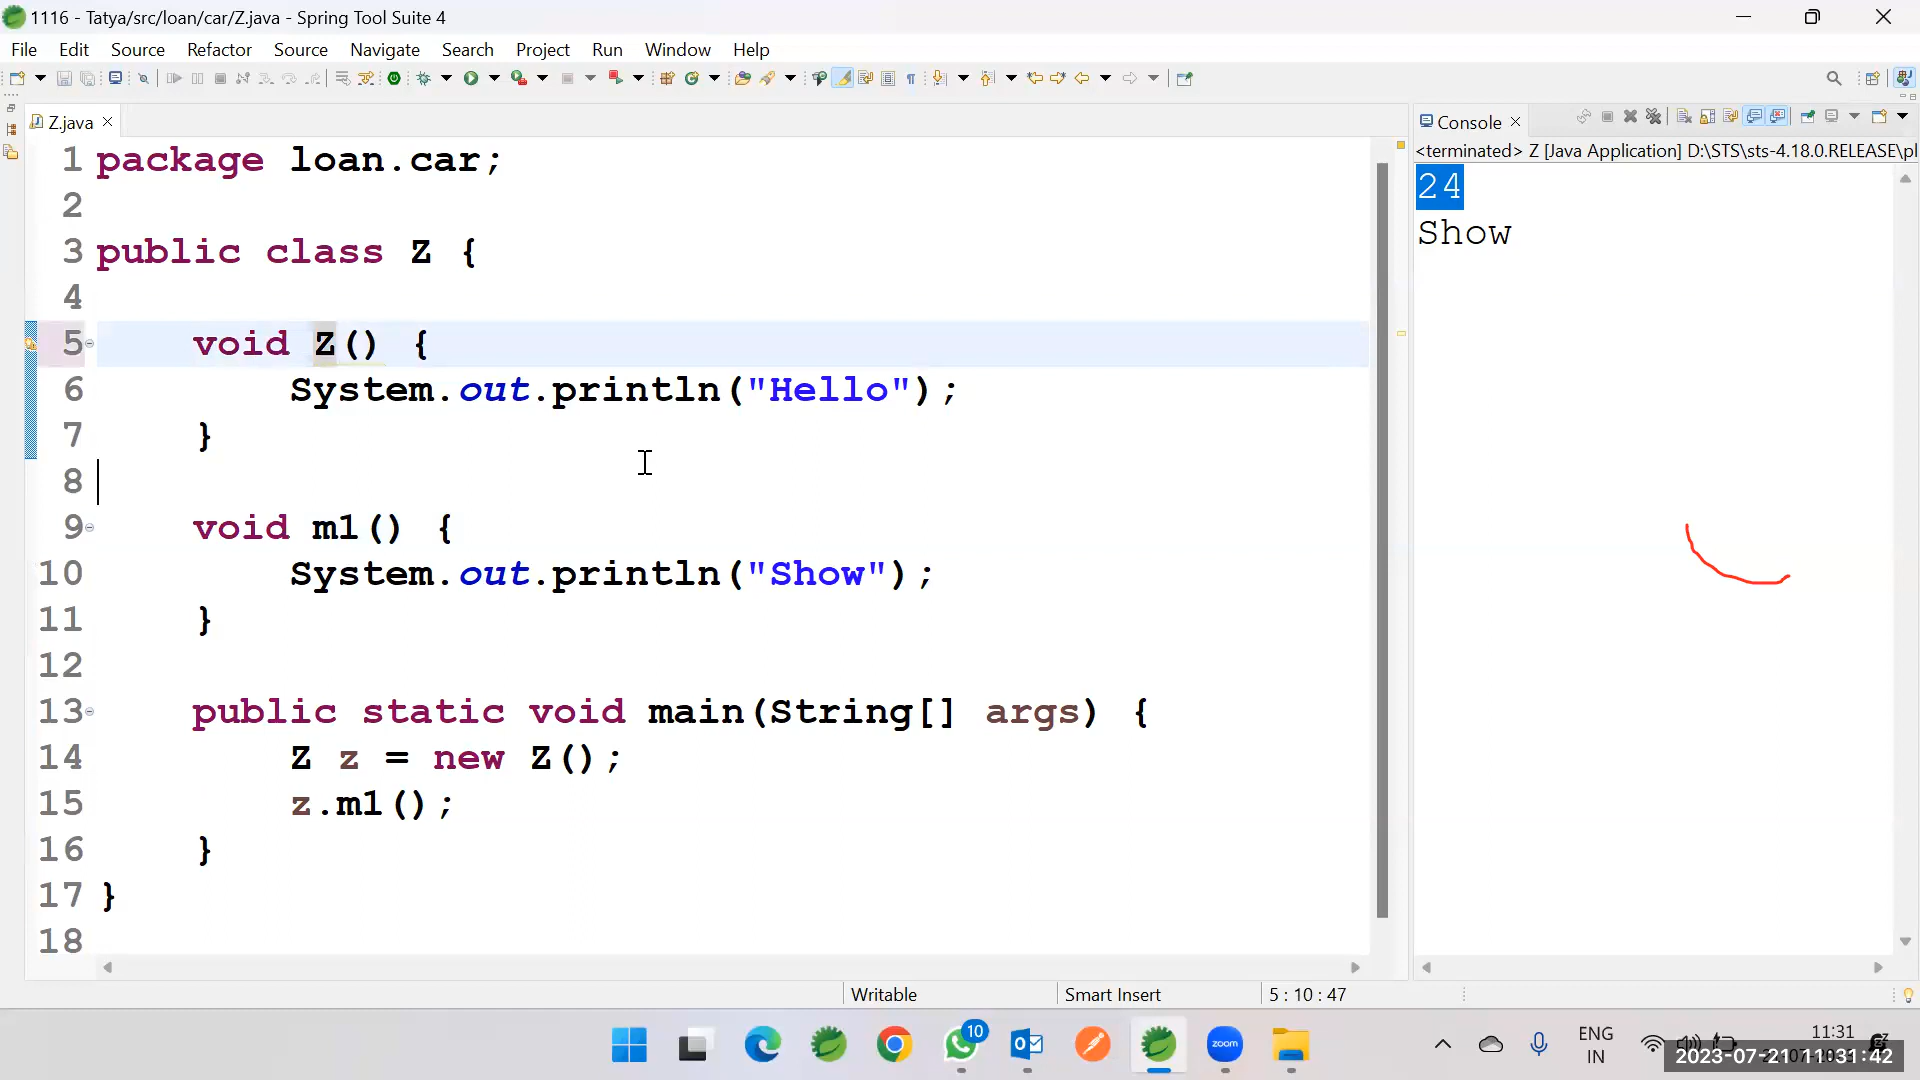 1116 - Tatya/src/loan/car/Z.java - Spring Tool Suite 4
File Edit Source Refactor Source Navigate Search Project Run Window Help
Z.java
1 package loan.car;
2
3 public class Z {
4
5 void Z() {
6 System.out.println("Hello");
7 }
8
9 void m1() {
10 System.out.println("Show");
11 }
12
13 public static void main(String[] args) {
14 Z z = new Z();
15 z.m1();
16 }
17 }
18
Console
<terminated> Z [Java Application] D:\STS\sts-4.18.0.RELEASE\pl
24
Show
Writable Smart Insert 5 : 10 : 47
10
zoom
ENG
IN
11:31
2023-07-21 11:31:42